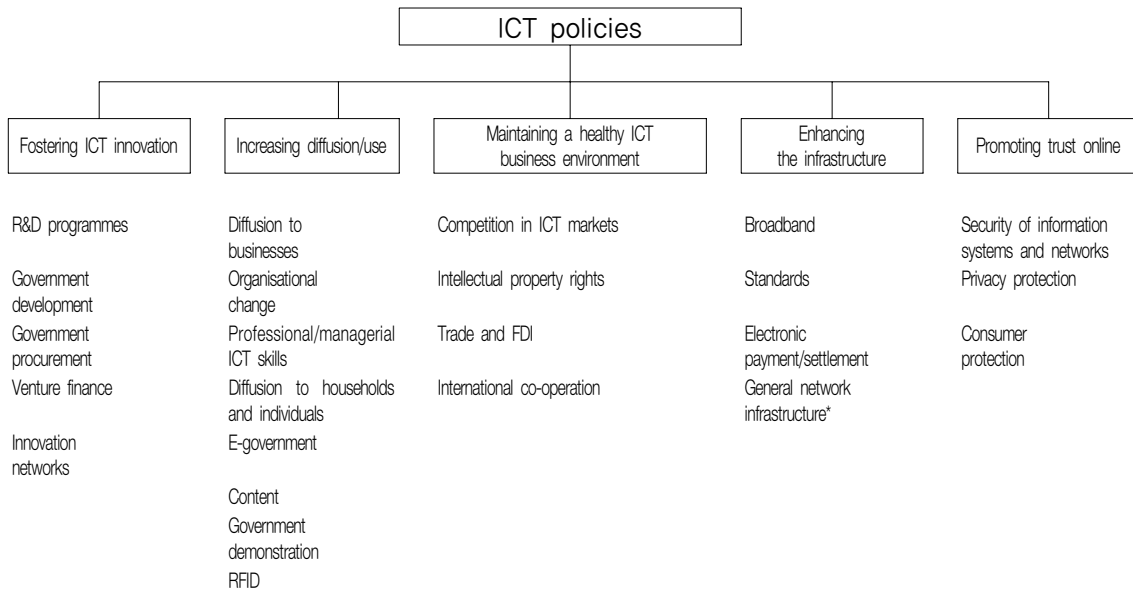 ICT policies
Fostering ICT innovation
Increasing diffusion/use
Maintaining a healthy ICT
business environment
Enhancing
the infrastructure
Promoting trust online
R&D programmes
Government
development
Government
procurement
Venture finance
Innovation
networks
Diffusion to
businesses
Organisational
change
Professional/managerial
ICT skills
Diffusion to households
and individuals
E-government
Content
Government
demonstration
RFID
Competition in ICT markets
Intellectual property rights
Trade and FDI
International co-operation
Broadband
Standards
Electronic
payment/settlement
General network
infrastructure*
Security of information
systems and networks
Privacy protection
Consumer
protection